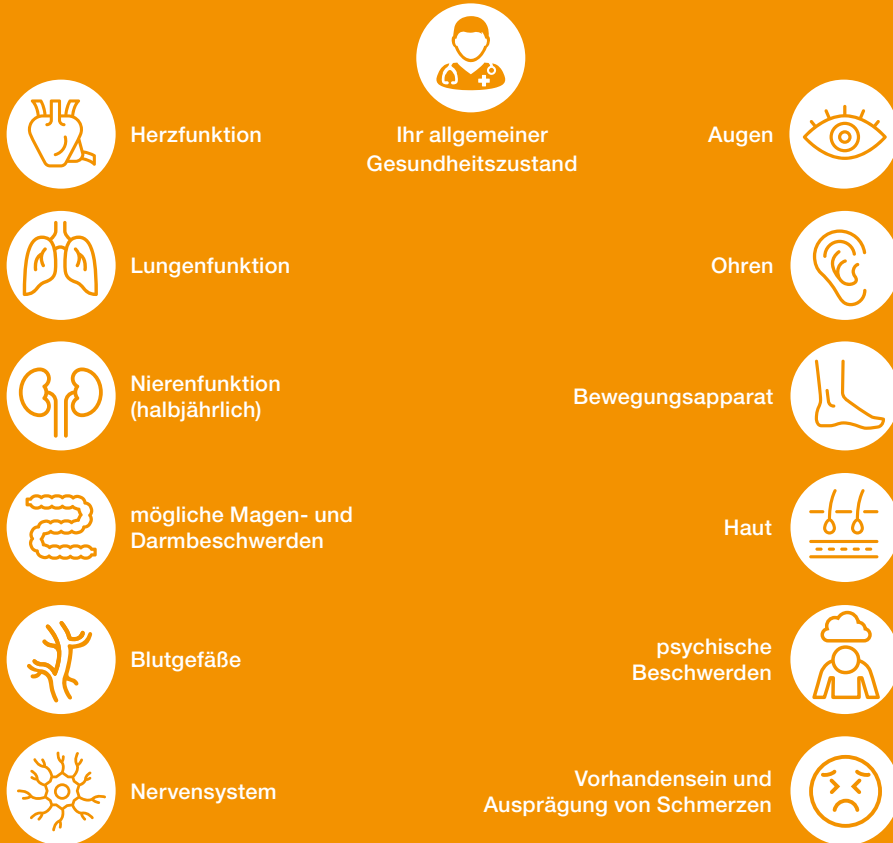 Ihr allgemeiner
Gesundheitszustand
Herzfunktion
Lungenfunktion
Nierenfunktion
(halbjährlich)
mögliche Magen- und
Darmbeschwerden
Blutgefäße
Nervensystem
Augen
Ohren
Bewegungsapparat
Haut
psychische
Beschwerden
Vorhandensein und
Ausprägung von Schmerzen